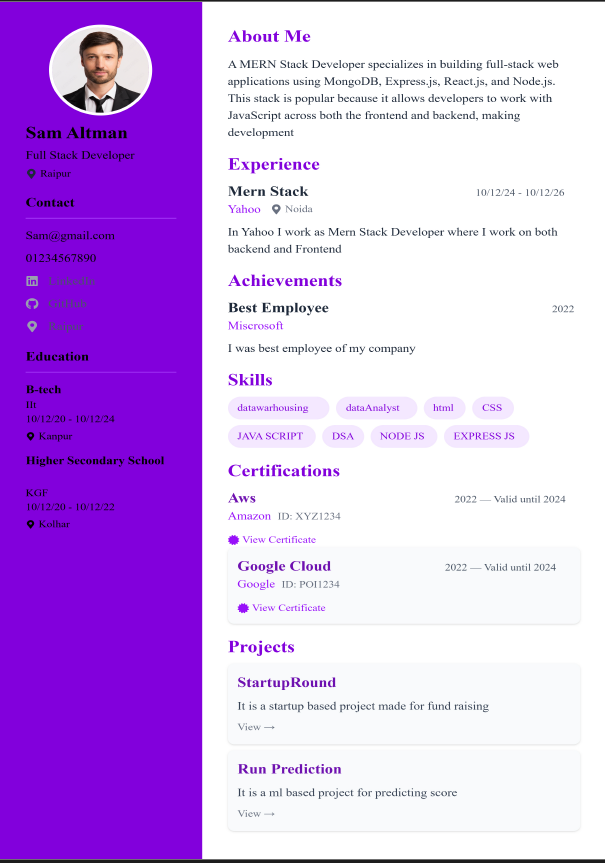 Sam Altman
Full Stack Developer
Raipur
Contact
Sam@gmail.com
01234567890
LinkedIn
GitHub
Raipur
Education
B-tech
IIt
10/12/20 - 10/12/24
Kanpur
Higher Secondary School
KGF
10/12/20 - 10/12/22
Kolhar
About Me
A MERN Stack Developer specializes in building full-stack web
applications using MongoDB, Express.js, React.js, and Node.js.
This stack is popular because it allows developers to work with
JavaScript across both the frontend and backend, making
development
Experience
Mern Stack 10/12/24 - 10/12/26
Yahoo Noida
In Yahoo I work as Mern Stack Developer where I work on both
backend and Frontend
Achievements
Best Employee 2022
Miscrosoft
I was best employee of my company
Skills
datawarhousing dataAnalyst html CSS
JAVA SCRIPT DSA NODE JS EXPRESS JS
Certifications
Aws 2022 — Valid until 2024
Amazon ID: XYZ1234
View Certificate
Google Cloud 2022 — Valid until 2024
Google ID: POI1234
View Certificate
Projects
StartupRound
It is a startup based project made for fund raising
View →
Run Prediction
It is a ml based project for predicting score
View →